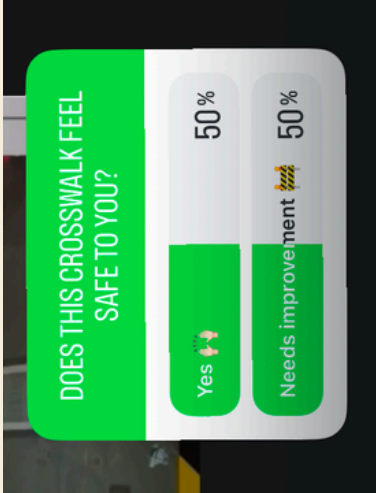 DOES THIS CROSSWALK FEEL
SAFE TO YOU?
Yes 🙌 50%
Needs improvement 🚧 50%